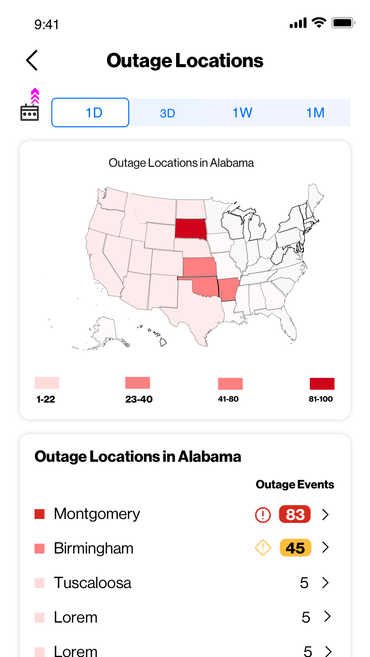 9:41
Outage Locations
1D 3D 1W 1M
Outage Locations in Alabama
1-22 23-40 41-80 81-100
Outage Locations in Alabama
Outage Events
Montgomery 83
Birmingham 45
Tuscaloosa 5
Lorem 5
Lorem 5